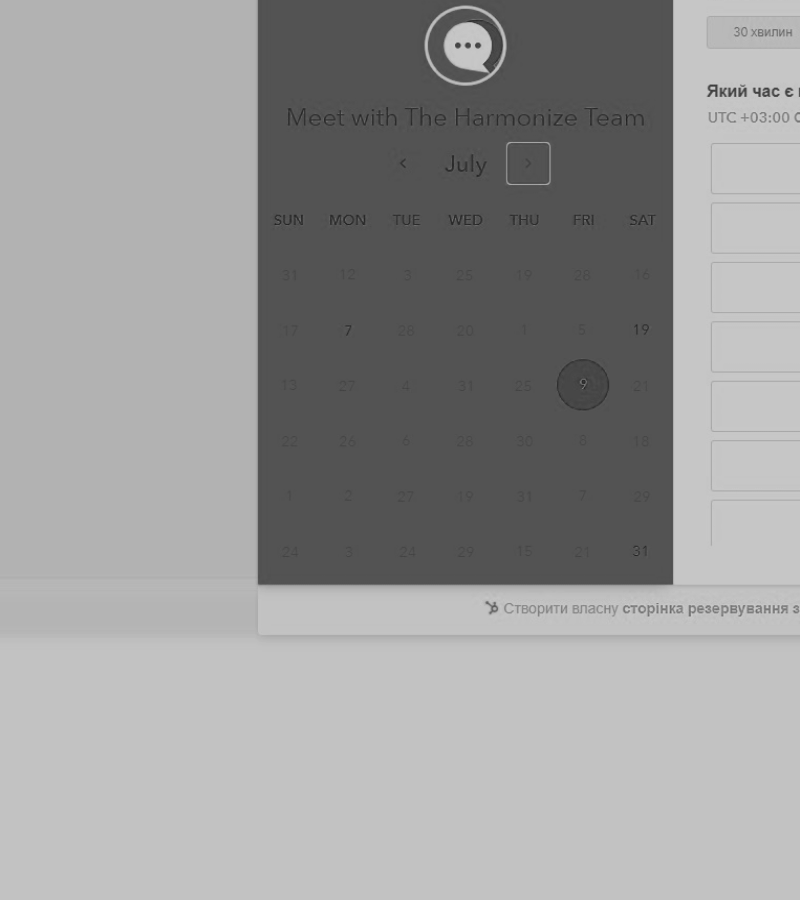 Meet with The Harmonize Team
July
SUN MON TUE WED THU FRI SAT
31 12 3 25 19 28 16
17 7 28 20 1 5 19
13 27 4 31 25 9 21
22 26 6 28 30 8 18
1 2 27 19 31 7 29
24 3 24 29 15 21 31
30 хвилин
Який час є
UTC +03:00
Створити власну сторінка резервування з